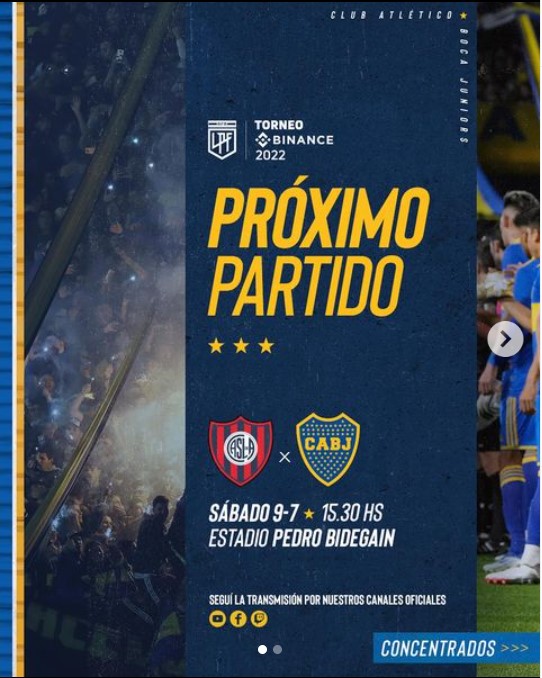 CLUB ATLÉTICO ★
BOCA JUNIORS
LPF
TORNEO
BINANCE
2022
PRÓXIMO
PARTIDO
★ ★ ★
CASLA
x
CABJ
SÁBADO 9-7 ★ 15.30 HS
ESTADIO PEDRO BIDEGAIN
SEGUÍ LA TRANSMISIÓN POR NUESTROS CANALES OFICIALES
CONCENTRADOS >>>